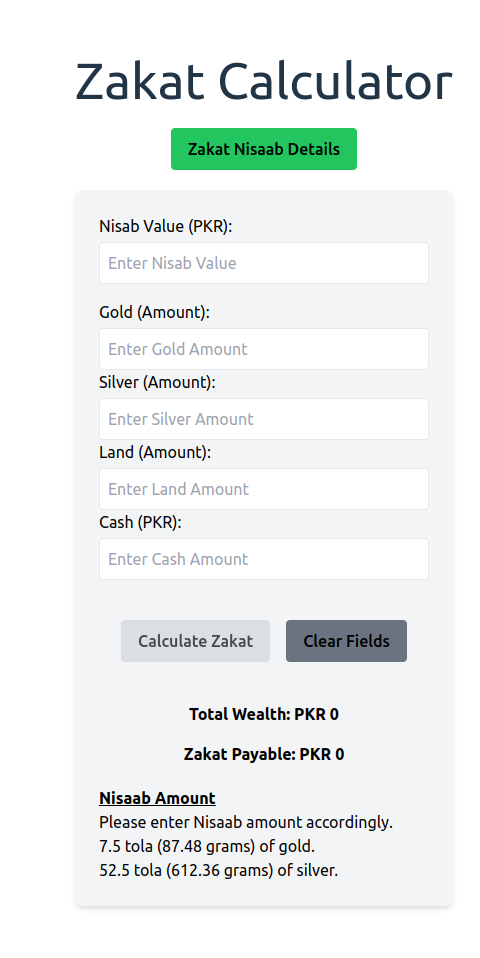 Zakat Calculator
Zakat Nisaab Details
Nisab Value (PKR):
Enter Nisab Value
Gold (Amount):
Enter Gold Amount
Silver (Amount):
Enter Silver Amount
Land (Amount):
Enter Land Amount
Cash (PKR):
Enter Cash Amount
Calculate Zakat Clear Fields
Total Wealth: PKR 0
Zakat Payable: PKR 0
Nisaab Amount
Please enter Nisaab amount accordingly.
7.5 tola (87.48 grams) of gold.
52.5 tola (612.36 grams) of silver.